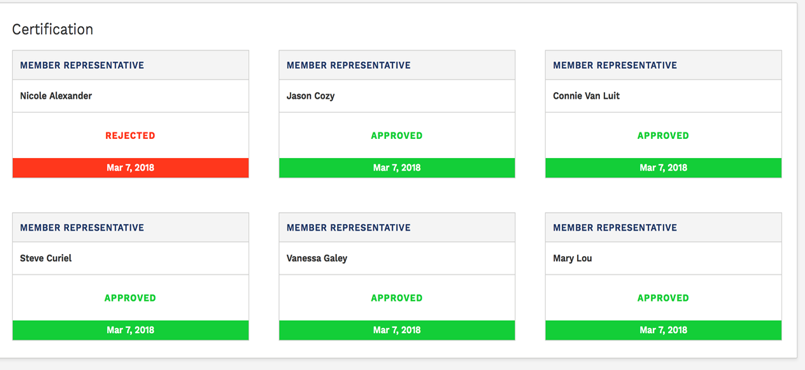 Certification
MEMBER REPRESENTATIVE
Nicole Alexander
REJECTED
Mar 7, 2018
MEMBER REPRESENTATIVE
Jason Cozy
APPROVED
Mar 7, 2018
MEMBER REPRESENTATIVE
Connie Van Luit
APPROVED
Mar 7, 2018
MEMBER REPRESENTATIVE
Steve Curiel
APPROVED
Mar 7, 2018
MEMBER REPRESENTATIVE
Vanessa Galey
APPROVED
Mar 7, 2018
MEMBER REPRESENTATIVE
Mary Lou
APPROVED
Mar 7, 2018